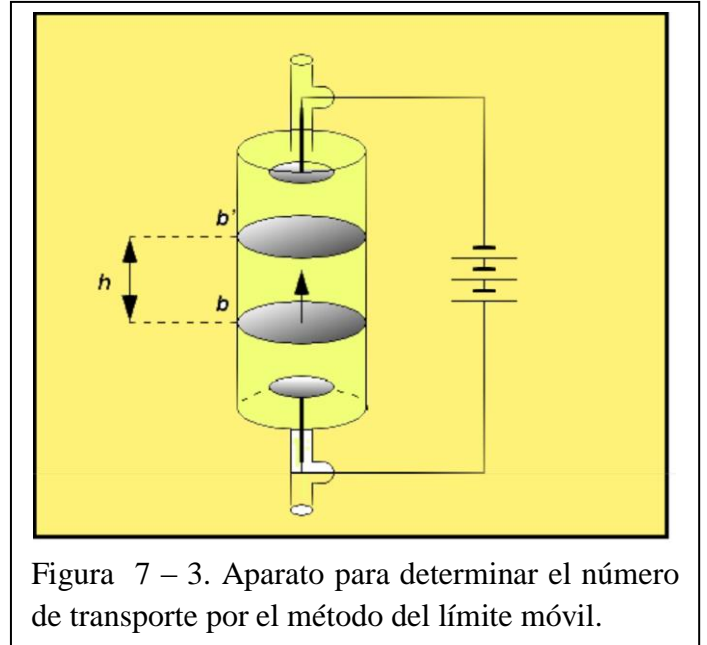 b'
h
b
Figura 7 – 3. Aparato para determinar el número
de transporte por el método del límite móvil.